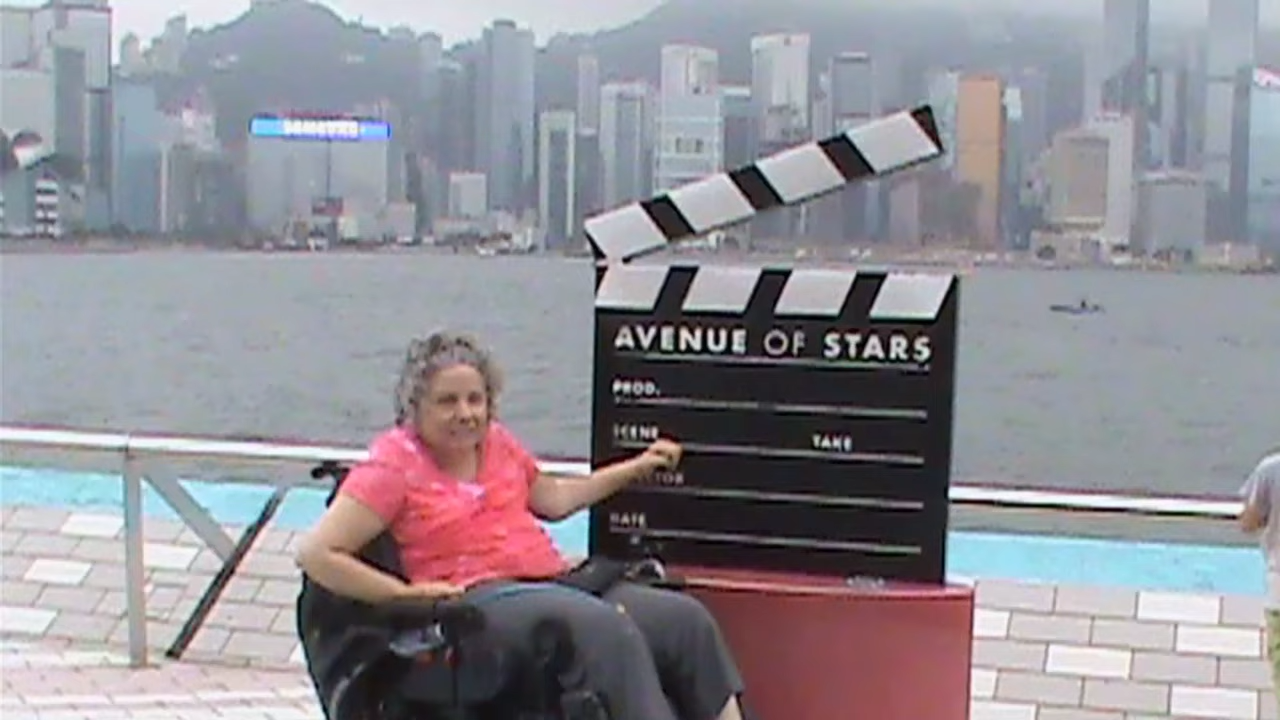 SAMSUNG
AVENUE OF STARS
PROD.
SCENE TAKE
DATE